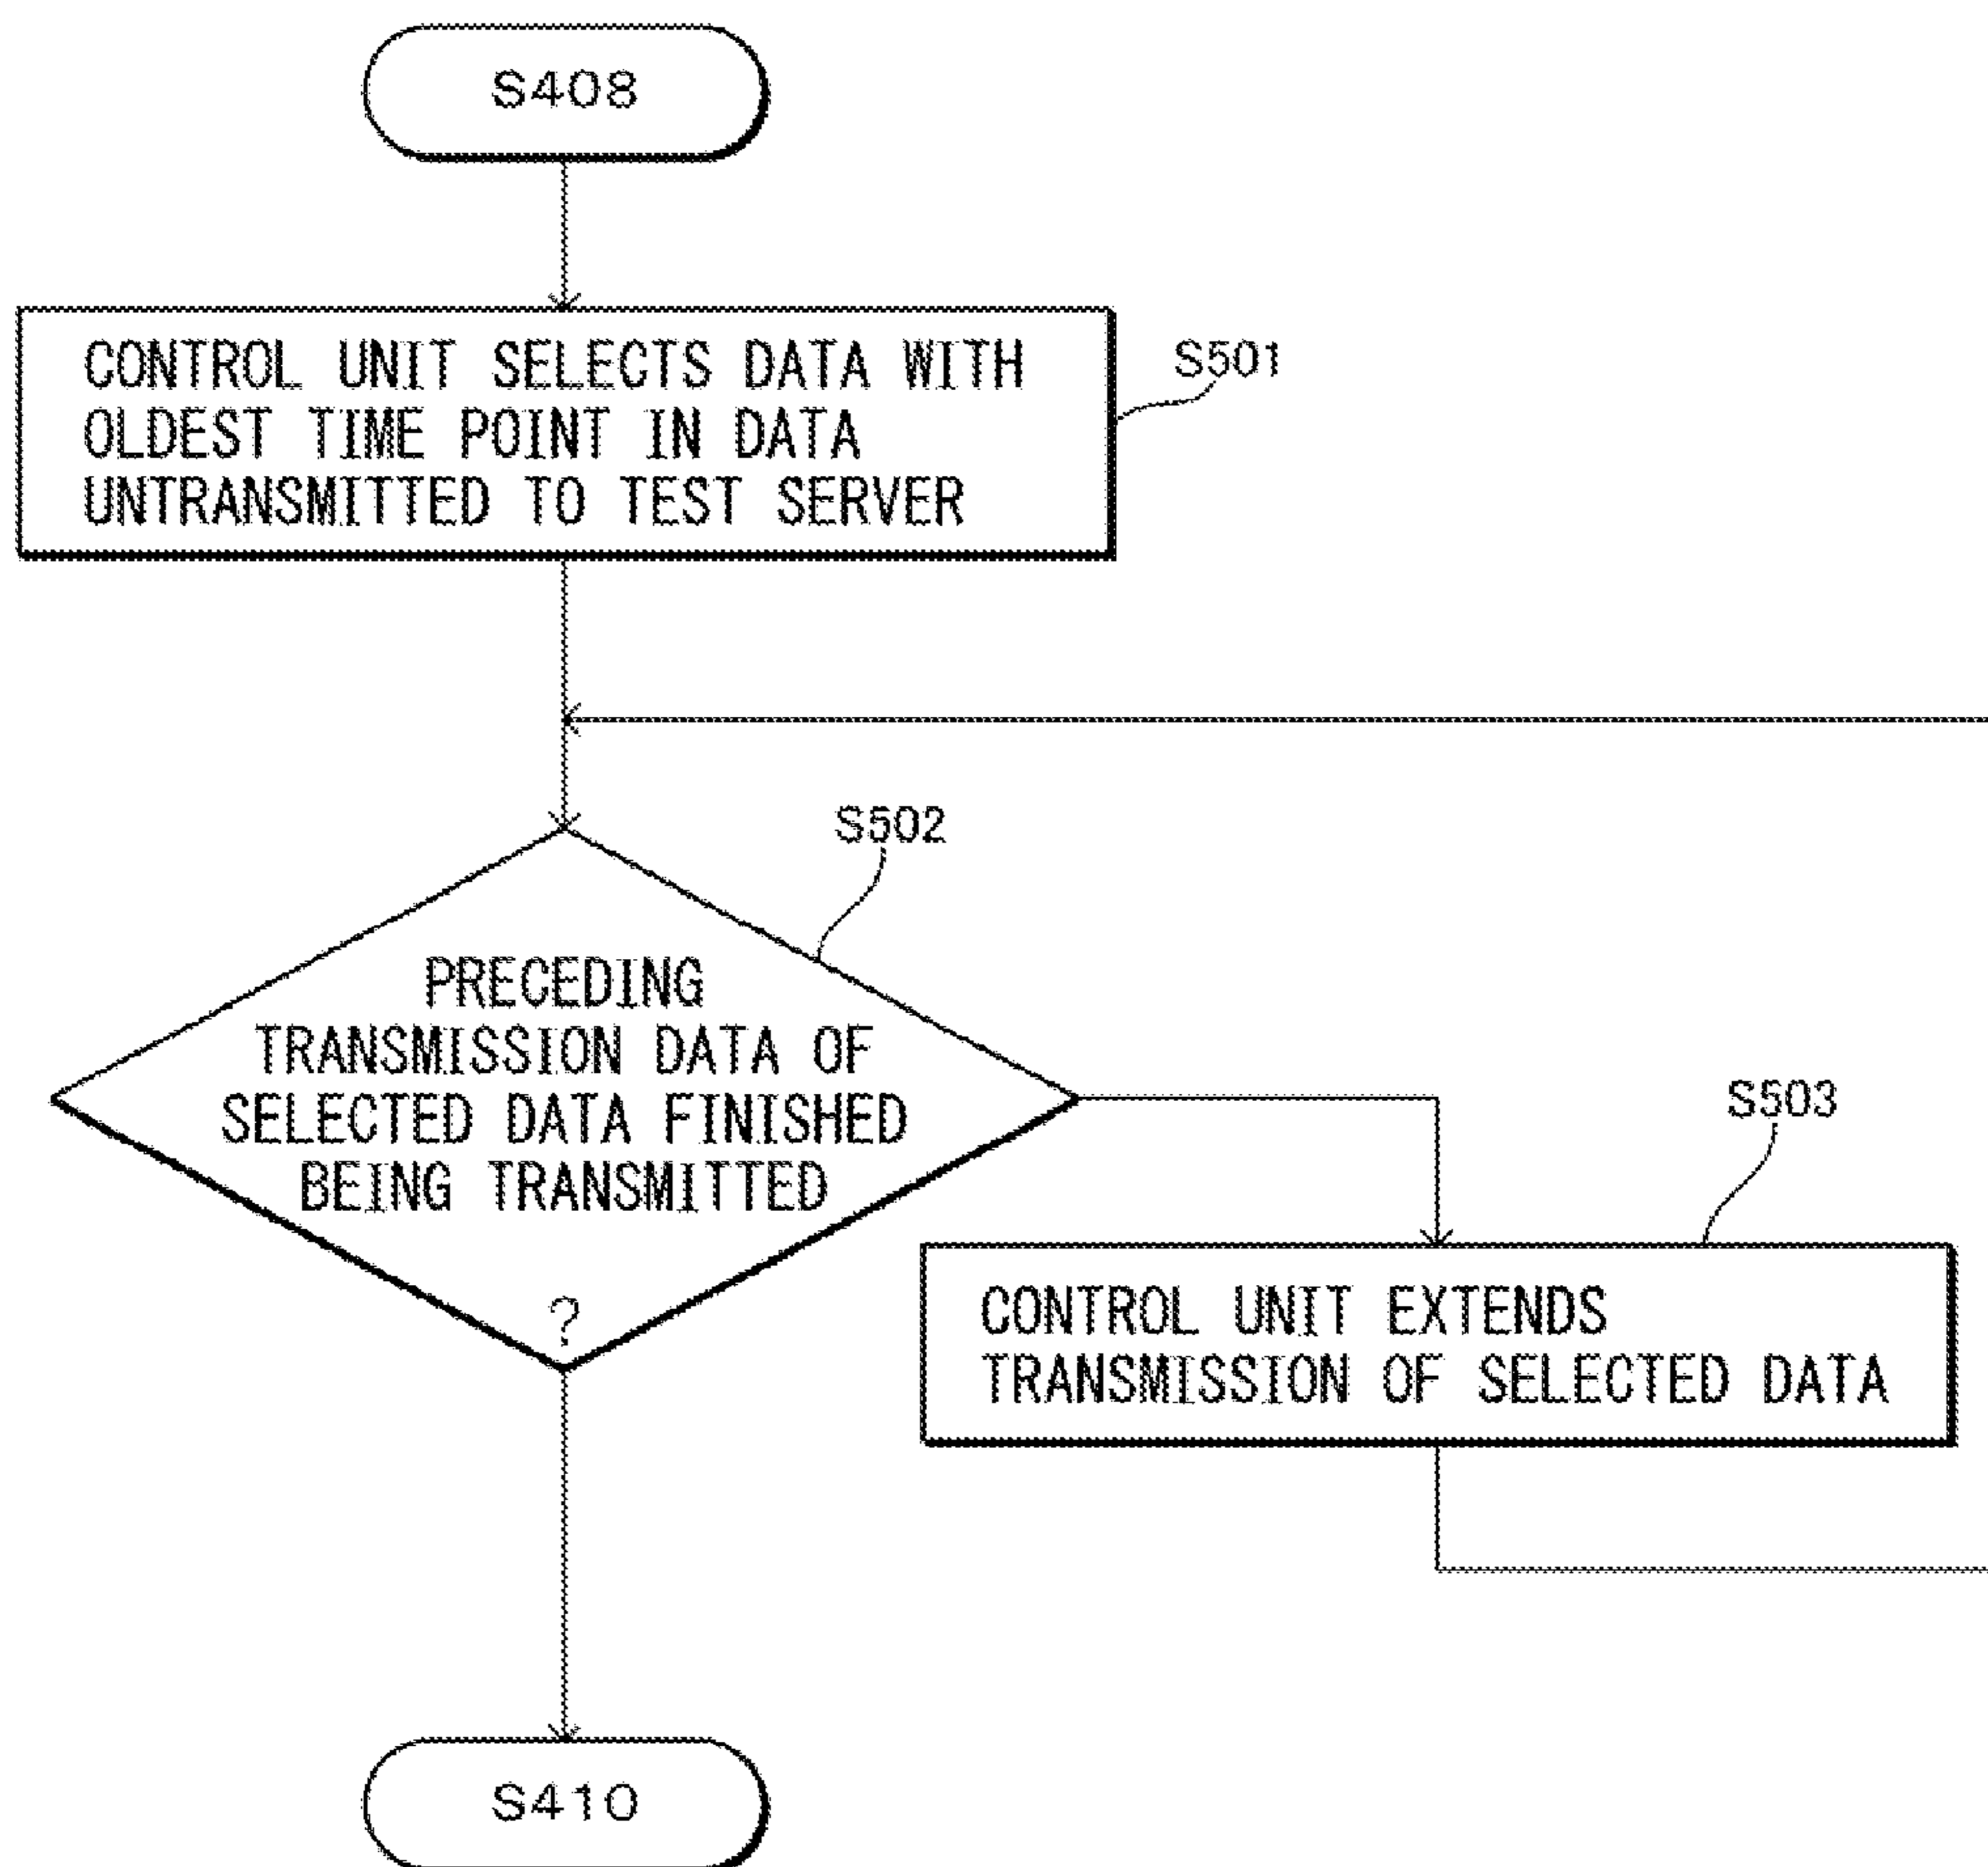 S408
CONTROL UNIT SELECTS DATA WITH
OLDEST TIME POINT IN DATA
UNTRANSMITTED TO TEST SERVER
S501
S502
PRECEDING
TRANSMISSION DATA OF
SELECTED DATA FINISHED
BEING TRANSMITTED
?
S503
CONTROL UNIT EXTENDS
TRANSMISSION OF SELECTED DATA
S410